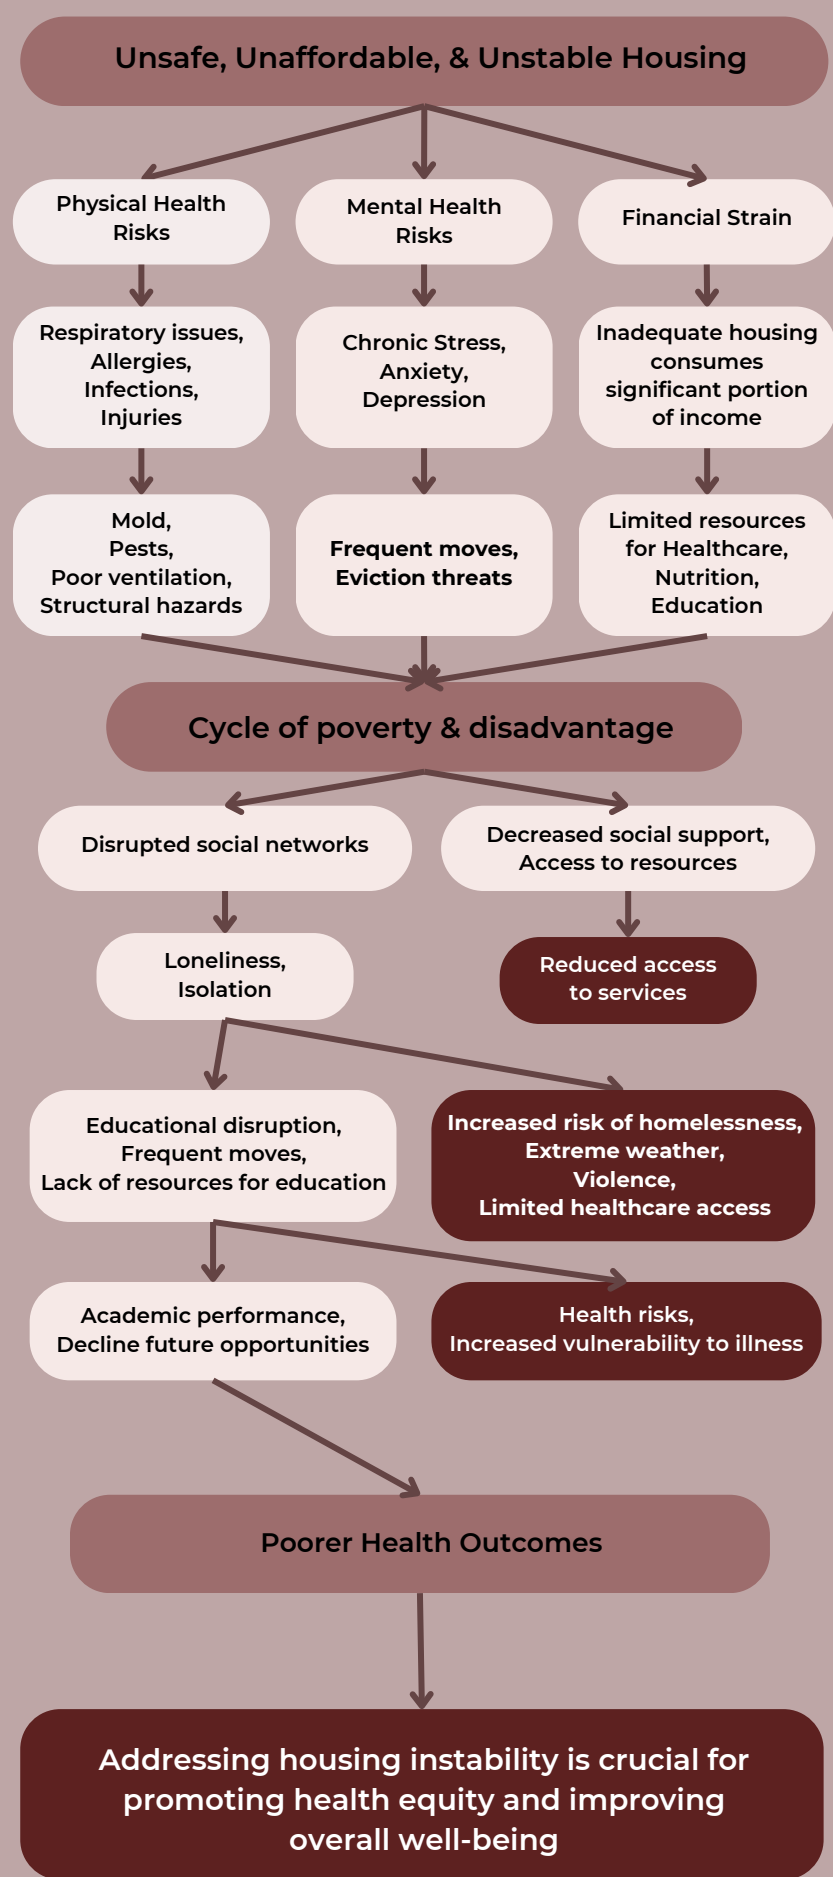 Unsafe, Unaffordable, & Unstable Housing
Physical Health
Risks
Mental Health
Risks
Financial Strain
Respiratory issues,
Allergies,
Infections,
Injuries
Chronic Stress,
Anxiety,
Depression
Inadequate housing
consumes
significant portion
of income
Mold,
Pests,
Poor ventilation,
Structural hazards
Frequent moves,
Eviction threats
Limited resources
for Healthcare,
Nutrition,
Education
Cycle of poverty & disadvantage
Disrupted social networks
Decreased social support,
Access to resources
Loneliness,
Isolation
Reduced access
to services
Educational disruption,
Frequent moves,
Lack of resources for education
Increased risk of homelessness,
Extreme weather,
Violence,
Limited healthcare access
Academic performance,
Decline future opportunities
Health risks,
Increased vulnerability to illness
Poorer Health Outcomes
Addressing housing instability is crucial for
promoting health equity and improving
overall well-being